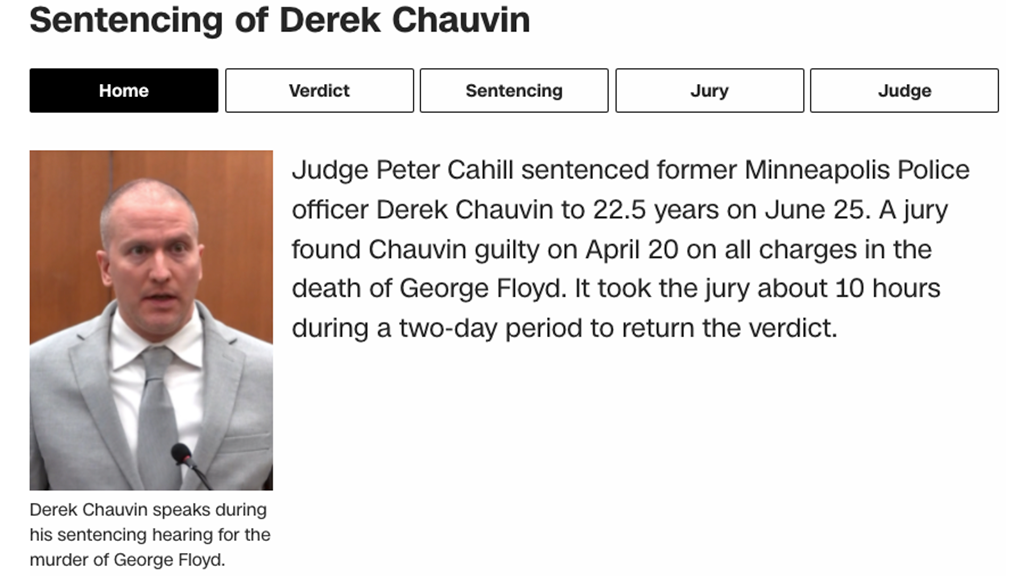 Sentencing of Derek Chauvin
Home
Verdict
Sentencing
Jury
Judge
Judge Peter Cahill sentenced former Minneapolis Police
officer Derek Chauvin to 22.5 years on June 25. A jury
found Chauvin guilty on April 20 on all charges in the
death of George Floyd. It took the jury about 10 hours
during a two-day period to return the verdict.
Derek Chauvin speaks during
his sentencing hearing for the
murder of George Floyd.